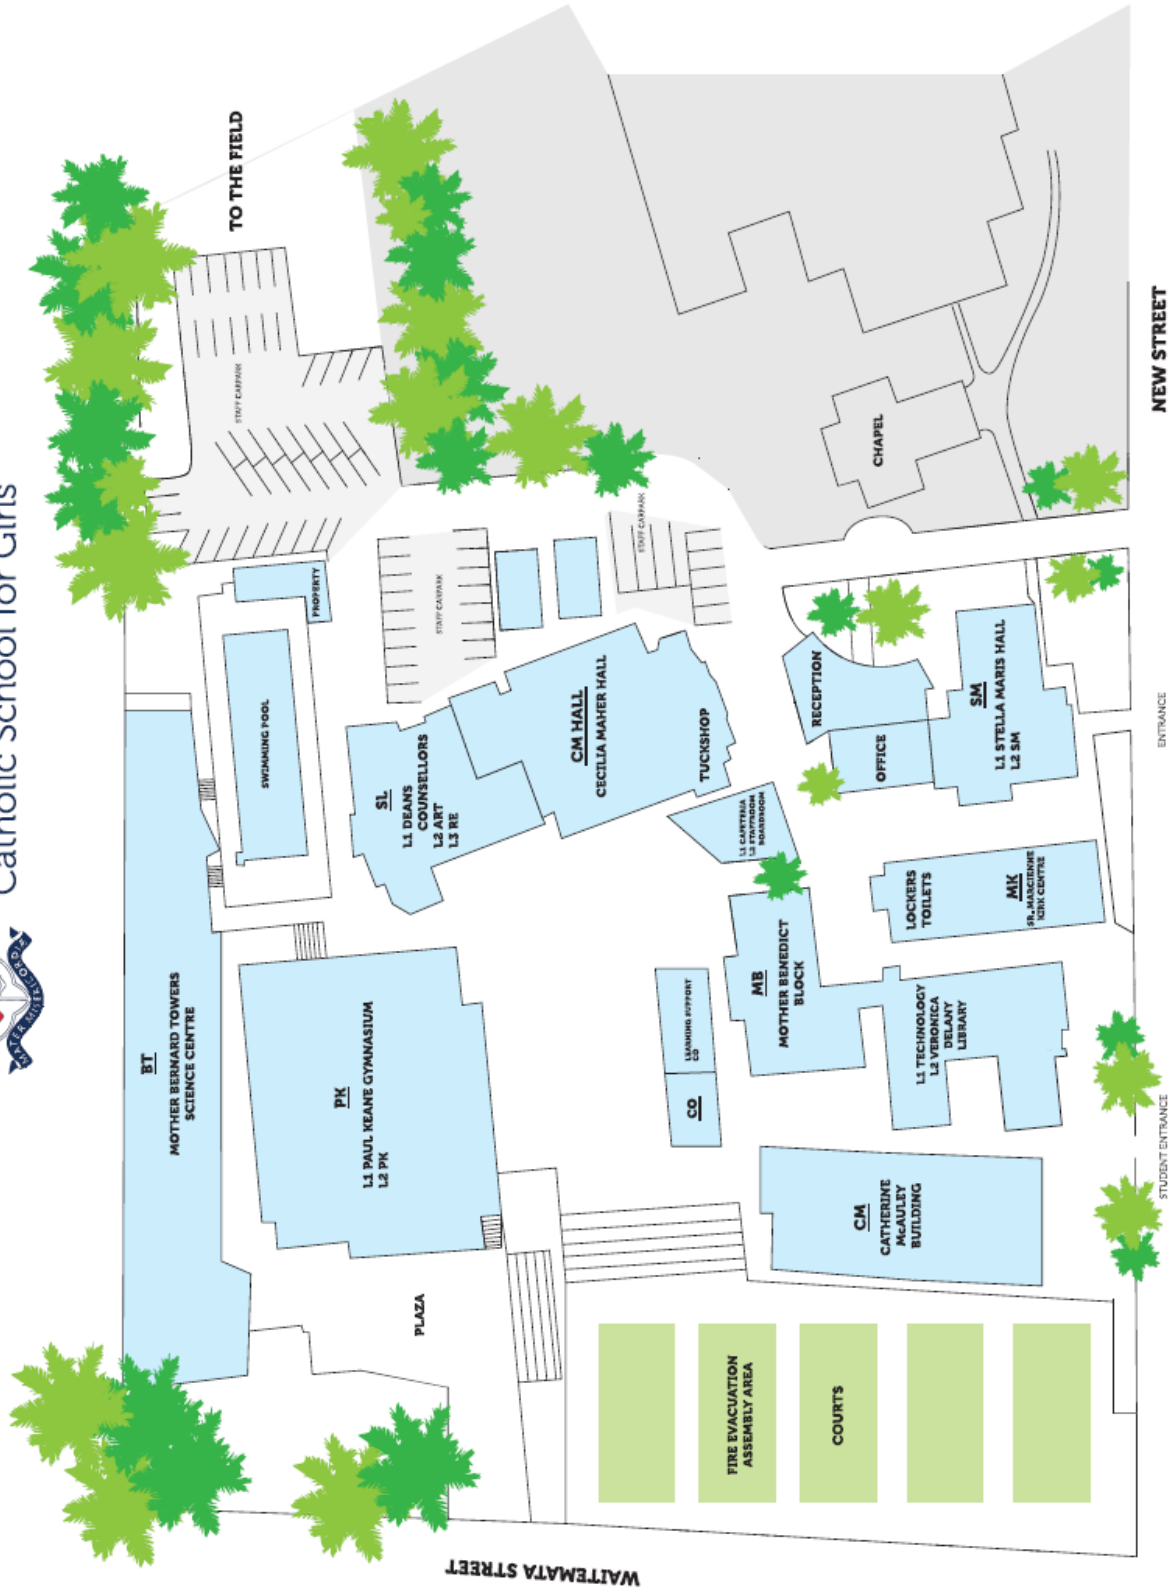 Catholic School for Girls
MATER MISERICORDIÆ
TO THE FIELD
STAFF CARPARK
PROPERTY
SWIMMING POOL
STAFF CARPARK
STAFF CARPARK
CHAPEL
NEW STREET
BT
MOTHER BERNARD TOWERS
SCIENCE CENTRE
SL
L1 DEANS
COUNSELLORS
L2 ART
L3 RE
CM HALL
CECILIA MAHER HALL
TUCKSHOP
RECEPTION
OFFICE
SM
L1 STELLA MARIS HALL
L2 SM
ENTRANCE
L1 CAFETERIA
L2 STAFFROOM
BOARDROOM
LOCKERS
TOILETS
MK
SR. MARCIENNE
KIRK CENTRE
PK
L1 PAUL KEANE GYMNASIUM
L2 PK
LEARNING SUPPORT
CO
CO
MB
MOTHER BENEDICT
BLOCK
L1 TECHNOLOGY
L2 VERONICA
DELANY
LIBRARY
STUDENT ENTRANCE
CM
CATHERINE
McAULEY
BUILDING
PLAZA
FIRE EVACUATION
ASSEMBLY AREA
COURTS
WAITEMATA STREET